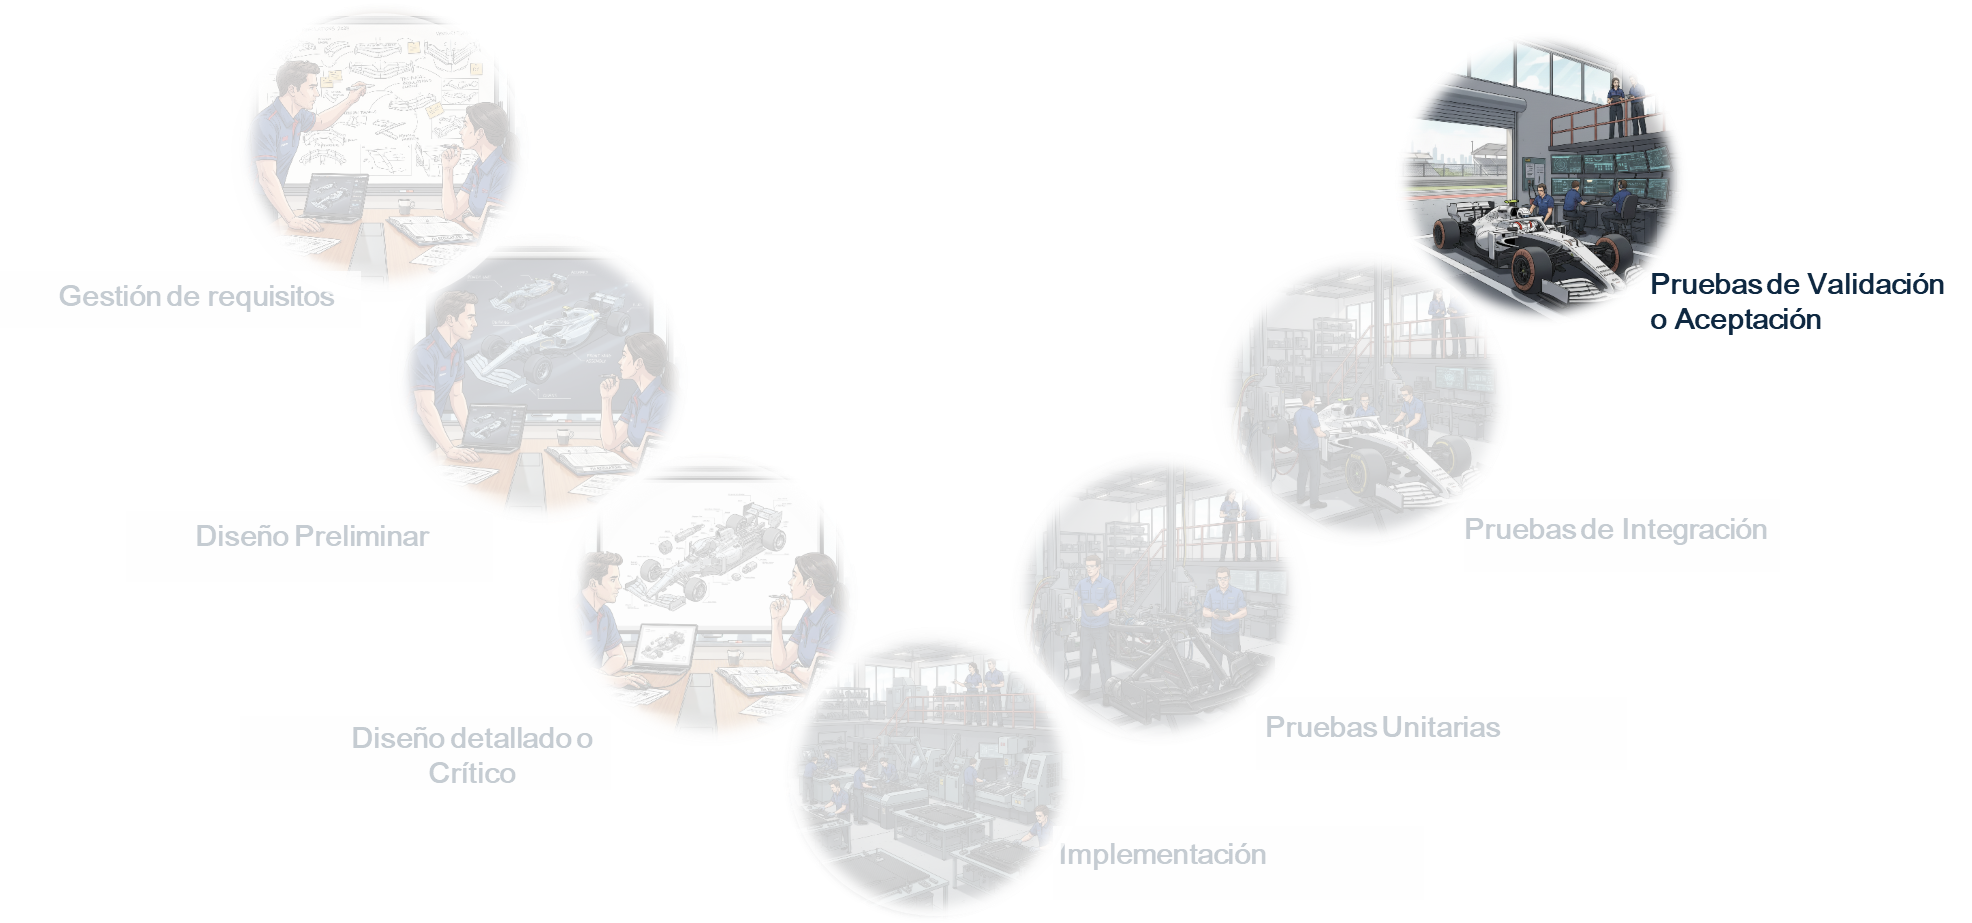 Gestión de requisitos
Diseño Preliminar
Diseño detallado o
Crítico
Implementación
Pruebas Unitarias
Pruebas de Integración
Pruebas de Validación
o Aceptación